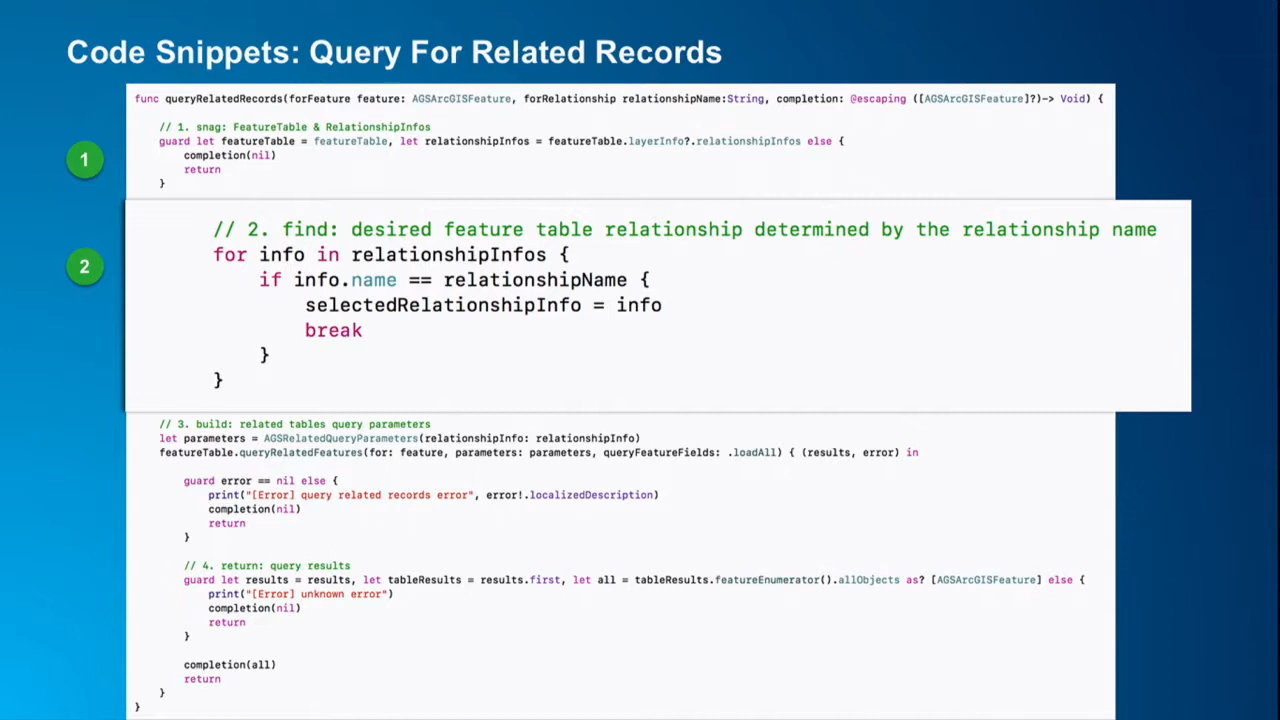 Code Snippets: Query For Related Records
func queryRelatedRecords(forFeature feature: AGSArcGISFeature, forRelationship relationshipName:String, completion: @escaping ([AGSArcGISFeature]?)-> Void) {
// 1. snag: FeatureTable & RelationshipInfos
1
guard let featureTable = featureTable, let relationshipInfos = featureTable.layerInfo?.relationshipInfos else {
completion(nil)
return
}
// 2. find: desired feature table relationship determined by the relationship name
2
for info in relationshipInfos {
if info.name == relationshipName {
selectedRelationshipInfo = info
break
}
}
// 3. build: related tables query parameters
let parameters = AGSRelatedQueryParameters(relationshipInfo: relationshipInfo)
featureTable.queryRelatedFeatures(for: feature, parameters: parameters, queryFeatureFields: .loadAll) { (results, error) in
guard error == nil else {
print("[Error] query related records error", error!.localizedDescription)
completion(nil)
return
}
// 4. return: query results
guard let results = results, let tableResults = results.first, let all = tableResults.featureEnumerator().allObjects as? [AGSArcGISFeature] else {
print("[Error] unknown error")
completion(nil)
return
}
completion(all)
return
}
}